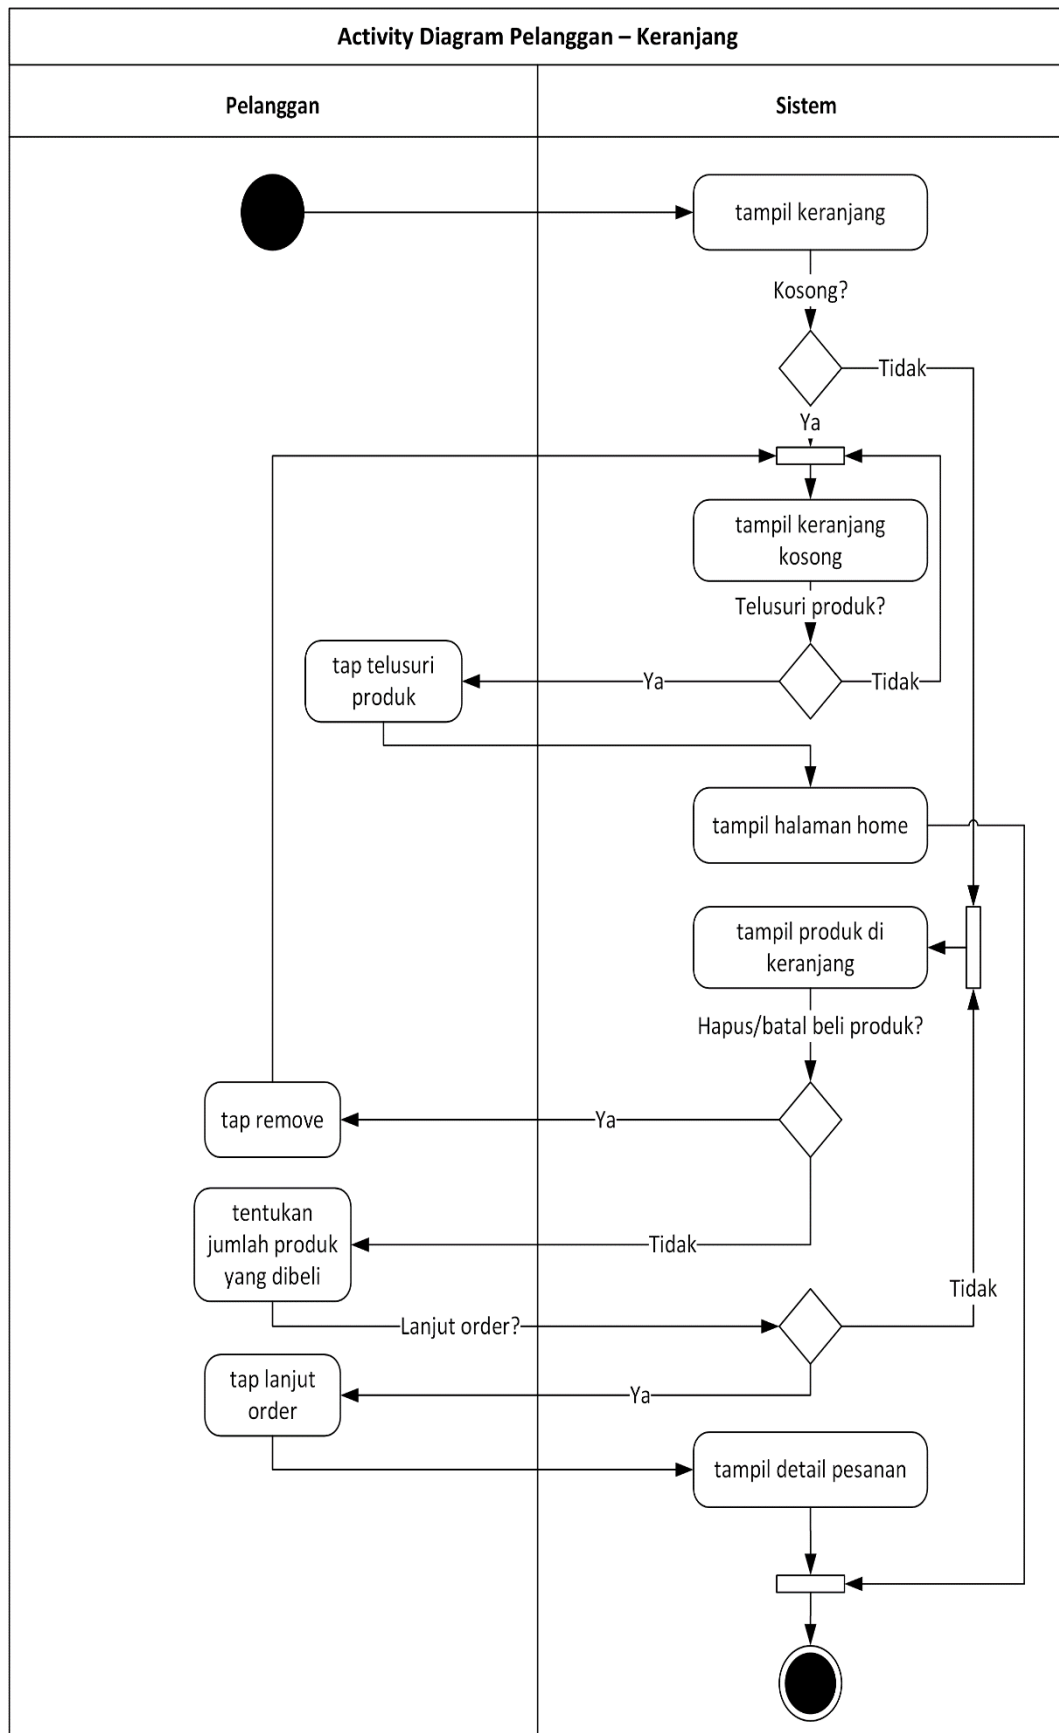 Activity Diagram Pelanggan – Keranjang
Pelanggan
Sistem
tampil keranjang
Kosong?
Tidak
Ya
tampil keranjang
kosong
Telusuri produk?
tap telusuri
produk
Ya
Tidak
tampil halaman home
tampil produk di
keranjang
Hapus/batal beli produk?
tap remove
Ya
tentukan
jumlah produk
yang dibeli
Tidak
Tidak
Lanjut order?
tap lanjut
order
Ya
tampil detail pesanan